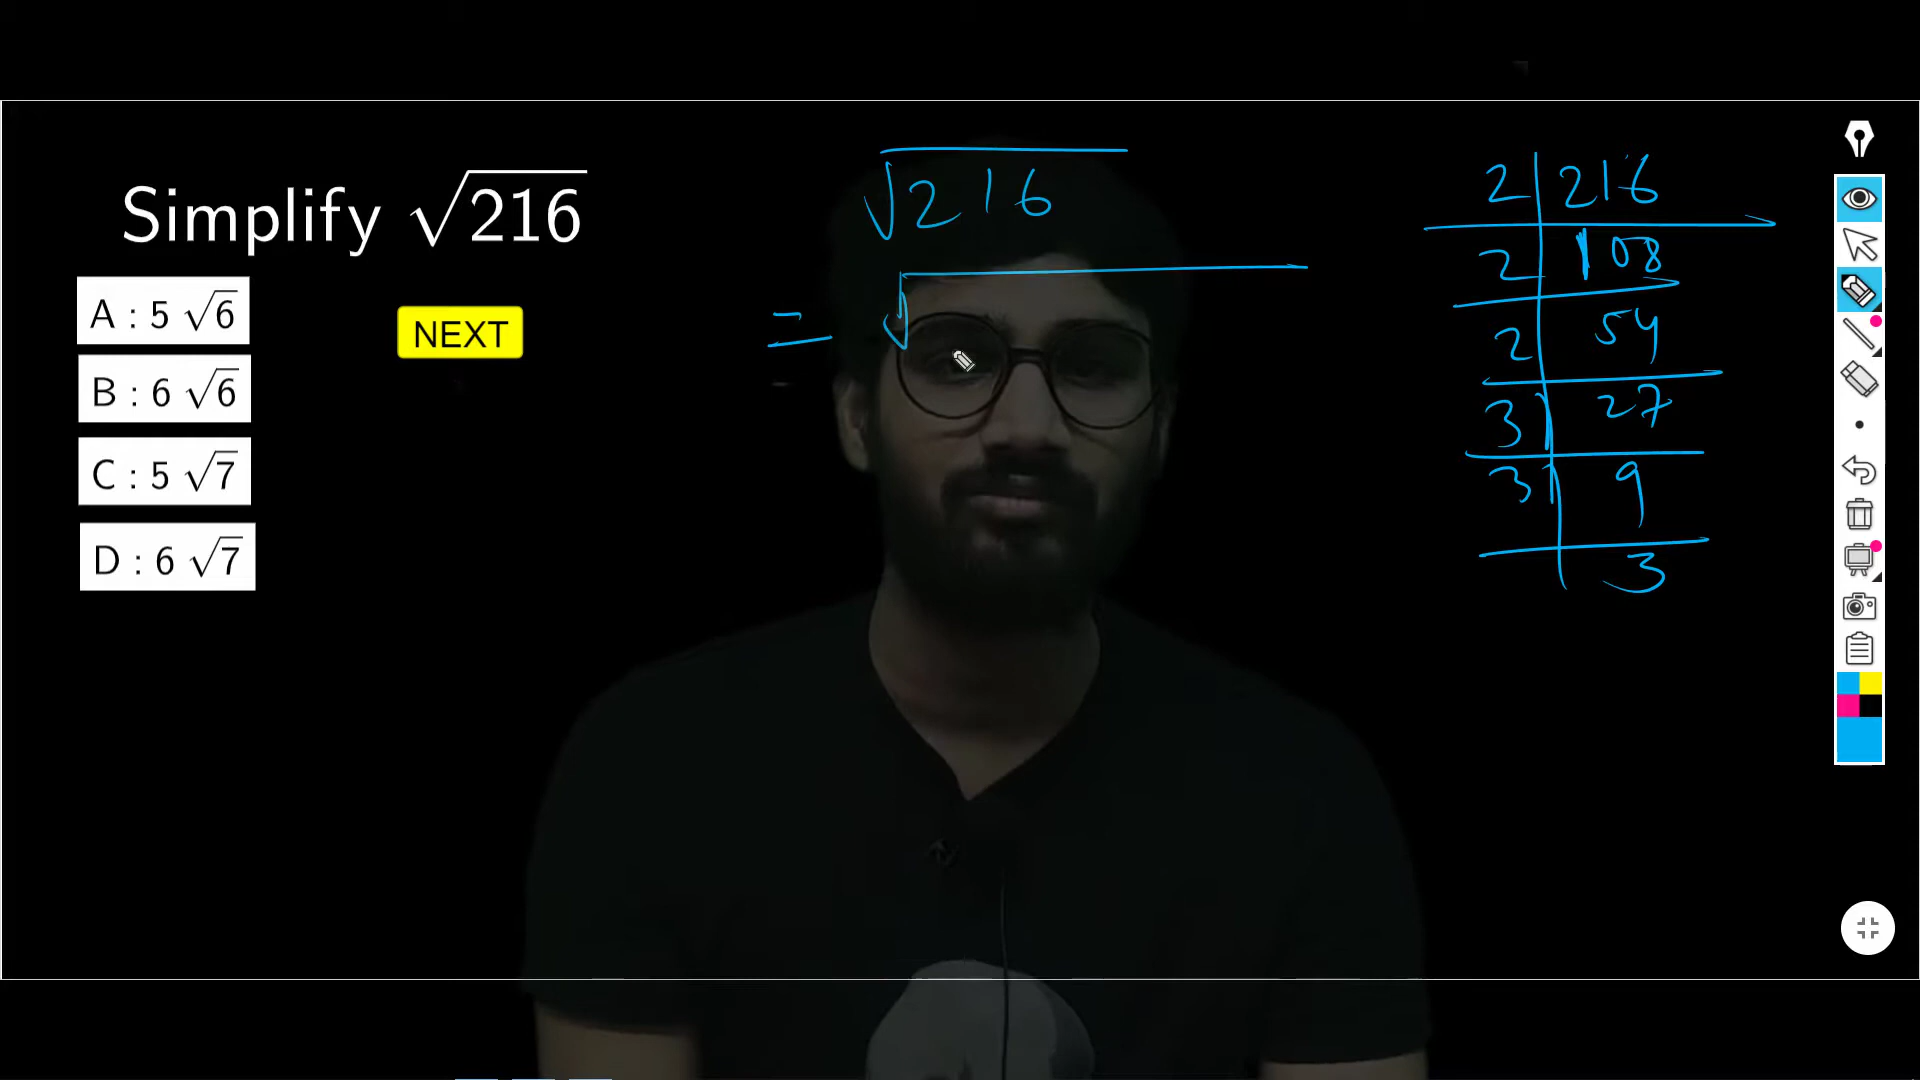 Simplify √216
A : 5 √6
B : 6 √6
C : 5 √7
D : 6 √7
NEXT
√216
= √
2 | 216
2 | 108
2 | 54
3 | 27
3 | 9
| 3